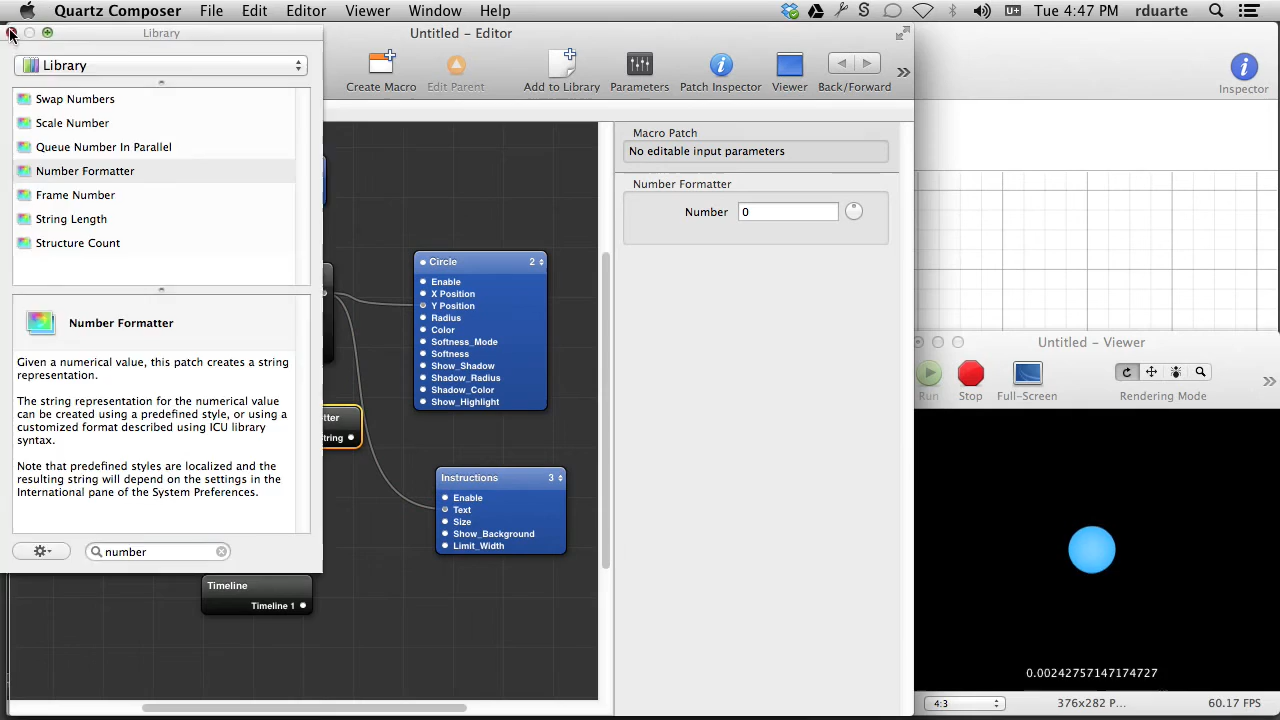 Quartz Composer File Edit Editor Viewer Window Help Tue 4:47 PM rduarte
Library
Library
Swap Numbers
Scale Number
Queue Number In Parallel
Number Formatter
Frame Number
String Length
Structure Count
Number Formatter
Given a numerical value, this patch creates a string
representation.
The string representation for the numerical value
can be created using a predefined style, or using a
customized format described using ICU library
syntax.
Note that predefined styles are localized and the
resulting string will depend on the settings in the
International pane of the System Preferences.
number
Untitled – Editor
Create Macro Edit Parent Add to Library Parameters Patch Inspector Viewer Back/Forward
Circle 2
Enable
X Position
Y Position
Radius
Color
Softness_Mode
Softness
Show_Shadow
Shadow_Radius
Shadow_Color
Show_Highlight
tter
tring
Instructions 3
Enable
Text
Size
Show_Background
Limit_Width
Timeline
Timeline 1
Macro Patch
No editable input parameters
Number Formatter
Number 0
Inspector
Untitled – Viewer
Run Stop Full-Screen Rendering Mode
0.00242757147174727
4:3 376x282 P... 60.17 FPS